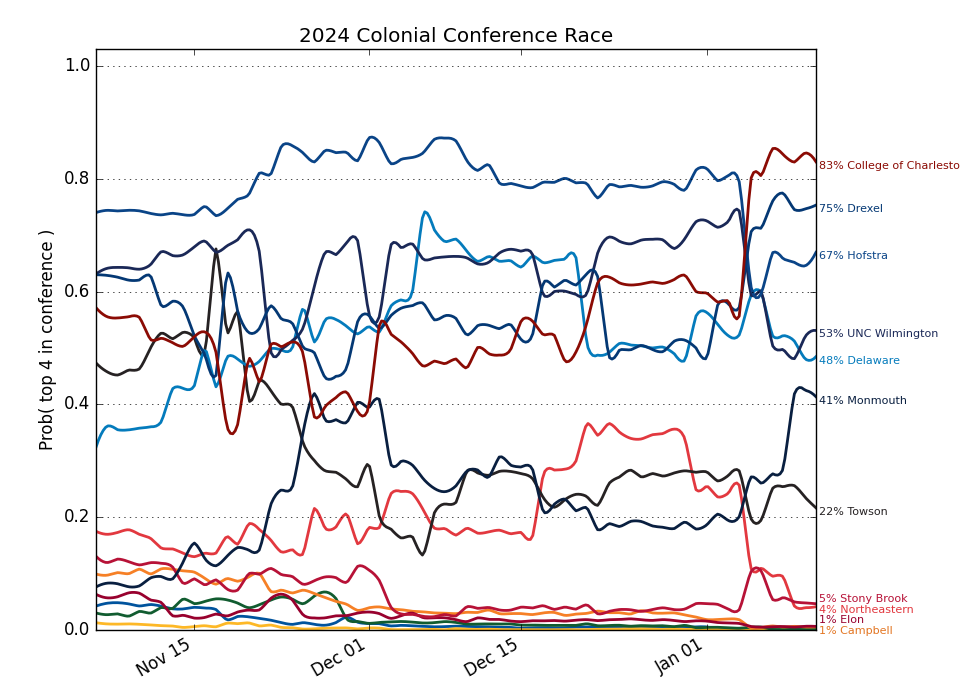 2024 Colonial Conference Race
Prob( top 4 in conference )
1.0
0.8
0.6
0.4
0.2
0.0
Nov 15
Dec 01
Dec 15
Jan 01
83% College of Charlesto
75% Drexel
67% Hofstra
53% UNC Wilmington
48% Delaware
41% Monmouth
22% Towson
5% Stony Brook
4% Northeastern
1% Elon
1% Campbell